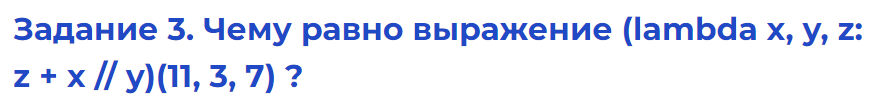 Задание 3. Чему равно выражение (lambda x, y, z:
z + x // y)(11, 3, 7) ?